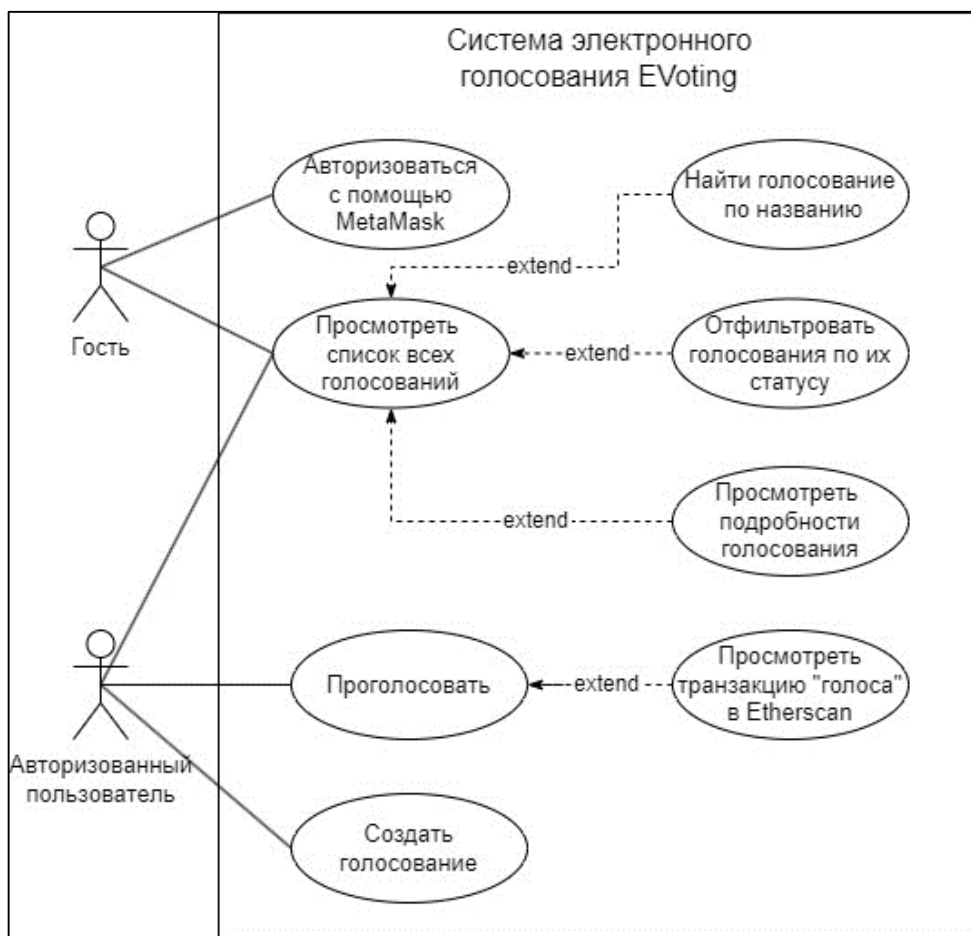 Система электронного
голосования EVoting
Авторизоваться
с помощью
MetaMask
Найти голосование
по названию
extend
Гость
Просмотреть
список всех
голосований
extend
Отфильтровать
голосования по их
статусу
extend
Просмотреть
подробности
голосования
Авторизованный
пользователь
Проголосовать
extend
Просмотреть
транзакцию "голоса"
в Etherscan
Создать
голосование